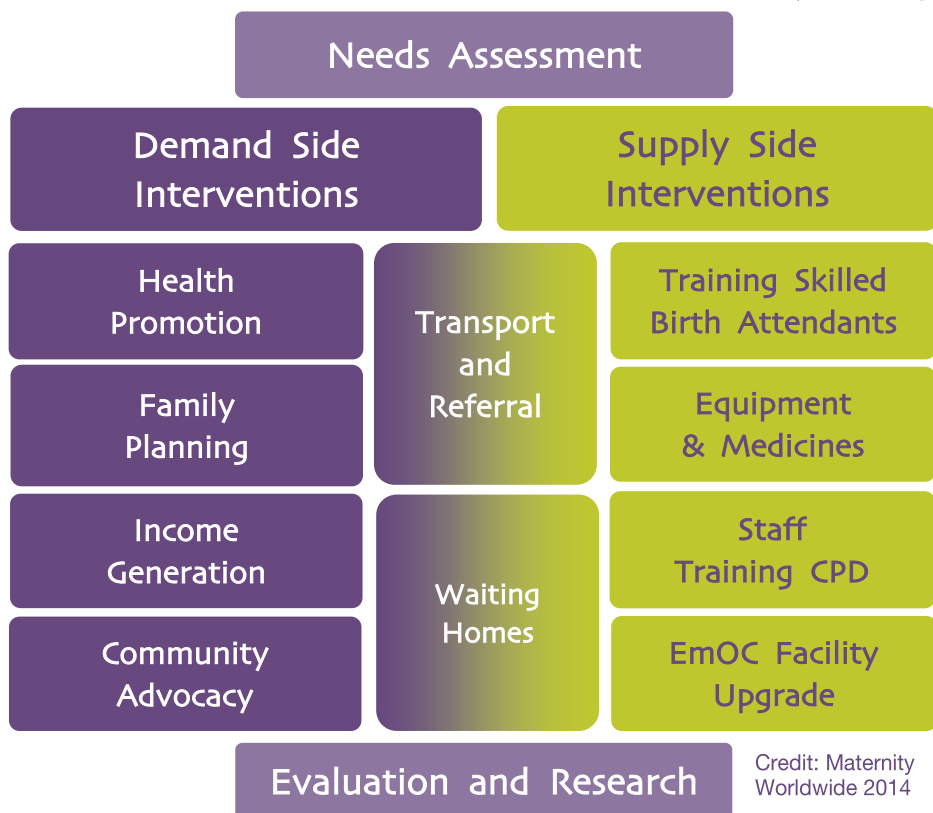 Needs Assessment
Demand Side
Interventions
Supply Side
Interventions
Health
Promotion
Family
Planning
Income
Generation
Community
Advocacy
Transport
and
Referral
Waiting
Homes
Training Skilled
Birth Attendants
Equipment
& Medicines
Staff
Training CPD
EmOC Facility
Upgrade
Evaluation and Research
Credit: Maternity
Worldwide 2014